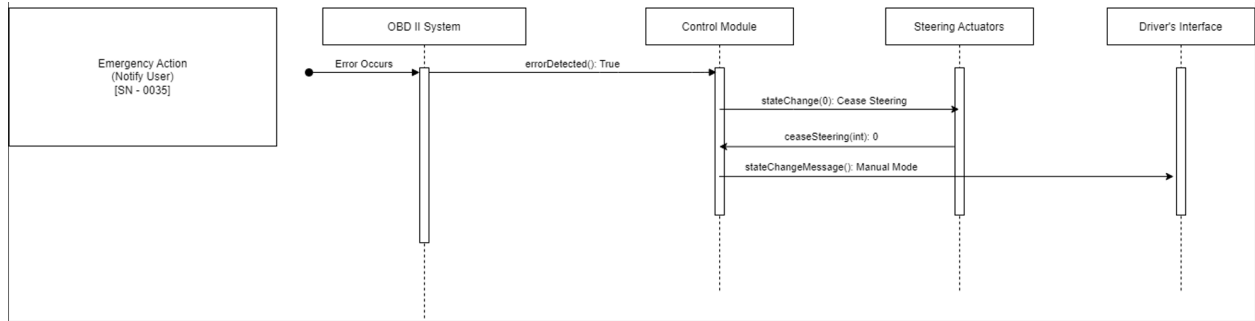 Emergency Action
(Notify User)
[SN - 0035]
OBD II System
Control Module
Steering Actuators
Driver's Interface
Error Occurs
errorDetected(): True
stateChange(0): Cease Steering
ceaseSteering(int): 0
stateChangeMessage(): Manual Mode